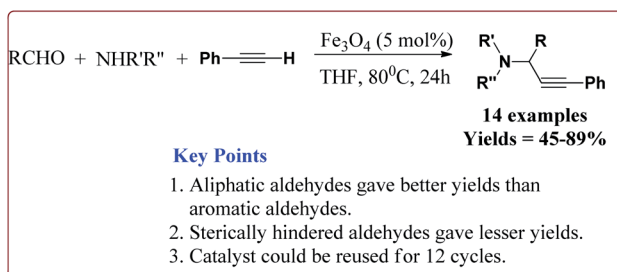 RCHO + NHR'R" + Ph H
Fe3O4 (5 mol%)
THF, 80⁰C, 24h
R' R
N
R"
Ph
14 examples
Yields = 45-89%
Key Points
1. Aliphatic aldehydes gave better yields than
aromatic aldehydes.
2. Sterically hindered aldehydes gave lesser yields.
3. Catalyst could be reused for 12 cycles.